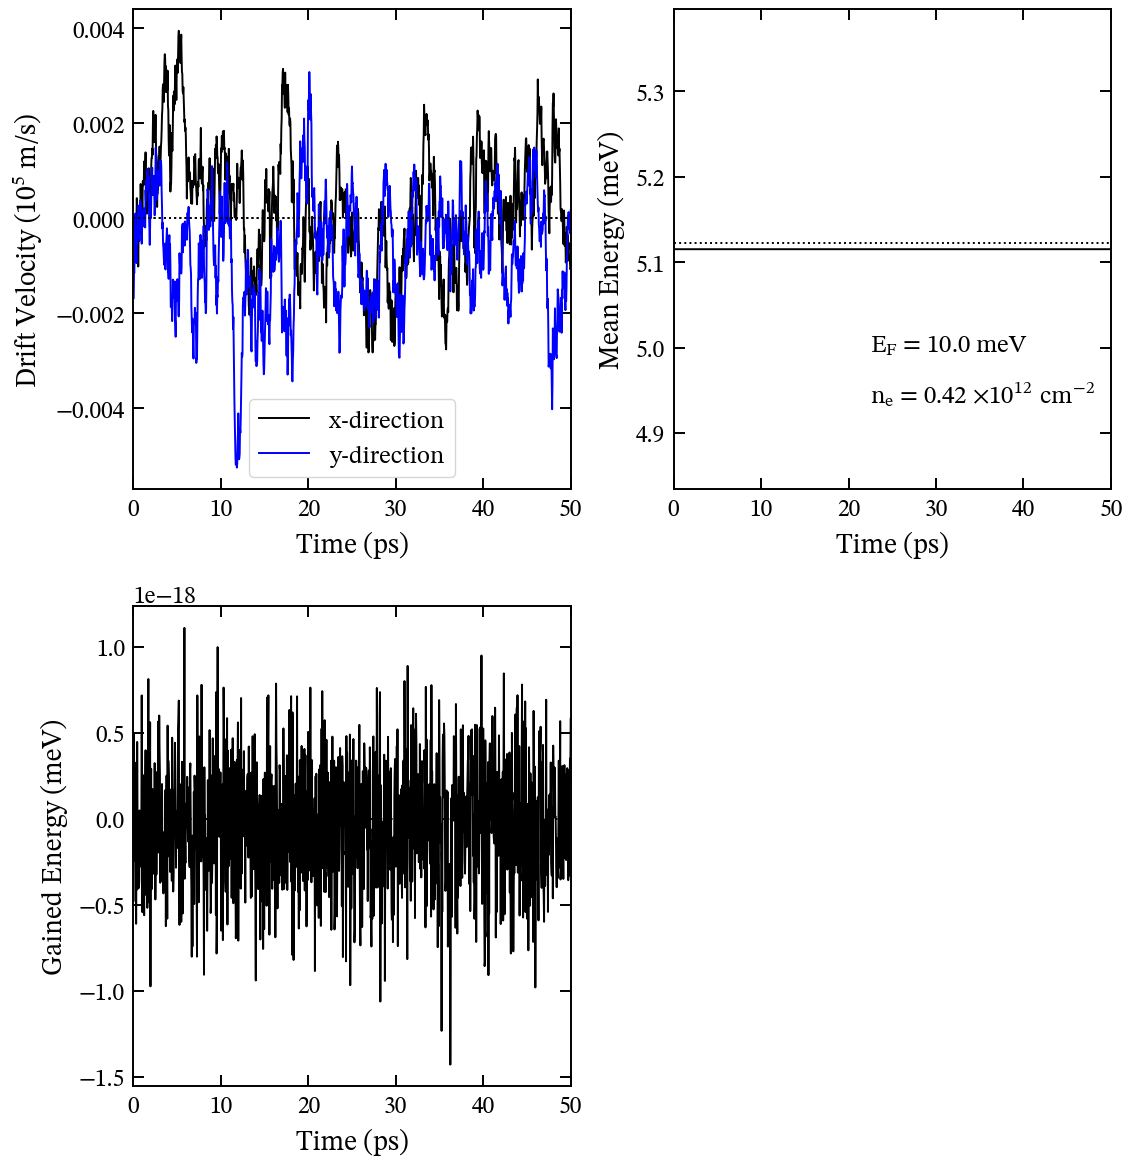 0.004
0.002
0.000
−0.002
−0.004
Drift Velocity (10⁵ m/s)
x-direction
y-direction
0 10 20 30 40 50
Time (ps)
5.3
5.2
5.1
5.0
4.9
Mean Energy (meV)
E_F = 10.0 meV
n_e = 0.42 ×10¹² cm⁻²
0 10 20 30 40 50
Time (ps)
1e−18
1.0
0.5
0.0
−0.5
−1.0
−1.5
Gained Energy (meV)
0 10 20 30 40 50
Time (ps)